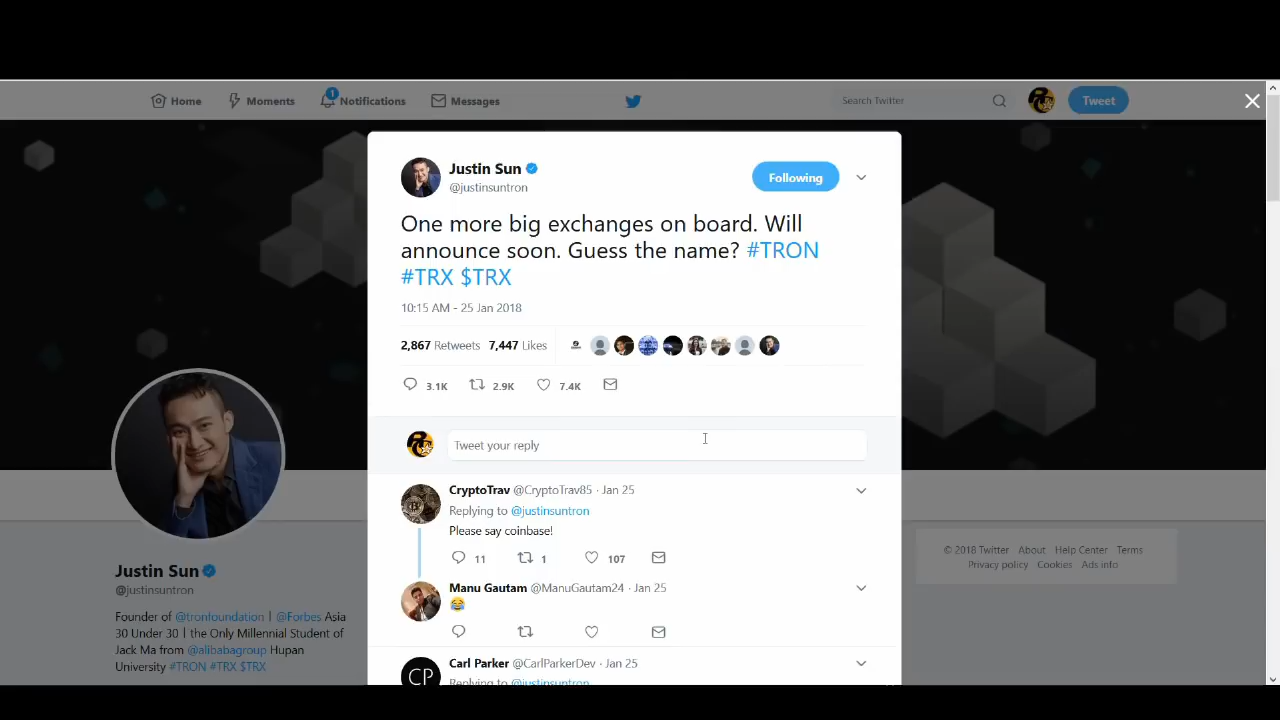 Home Moments 1 Notifications Messages Search Twitter Tweet
Justin Sun
@justinsuntron
Following
One more big exchanges on board. Will
announce soon. Guess the name? #TRON
#TRX $TRX
10:15 AM - 25 Jan 2018
2,867 Retweets 7,447 Likes
3.1K 2.9K 7.4K
Tweet your reply
CryptoTrav @CryptoTrav85 · Jan 25
Replying to @justinsuntron
Please say coinbase!
11 1 107
Manu Gautam @ManuGautam24 · Jan 25
😂
Carl Parker @CarlParkerDev · Jan 25
CP
Replying to @justinsuntron
Justin Sun
@justinsuntron
Founder of @tronfoundation | @Forbes Asia
30 Under 30 | the Only Millennial Student of
Jack Ma from @alibabagroup Hupan
University #TRON #TRX $TRX
© 2018 Twitter About Help Center Terms
Privacy policy Cookies Ads info